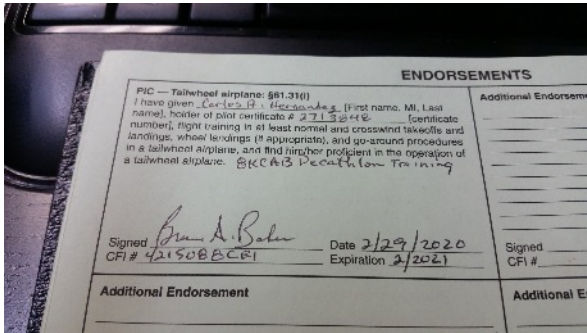 ENDORSEMENTS
PIC — Tailwheel airplane: §61.31(i)
I have given Carlos A. Hernandez [First name, MI, Last
name], holder of pilot certificate # 2713848 [certificate
number], flight training in at least normal and crosswind takeoffs and
landings, wheel landings (if appropriate), and go-around procedures
in a tailwheel airplane, and find him/her proficient in the operation of
a tailwheel airplane. 8KCAB Decathlon Training
Signed A. Baker Date 2/29/2020
CFI # 4215088CFI Expiration 2/2021
Additional Endorsement
Additional Endorsem
Signed
CFI #
Additional E